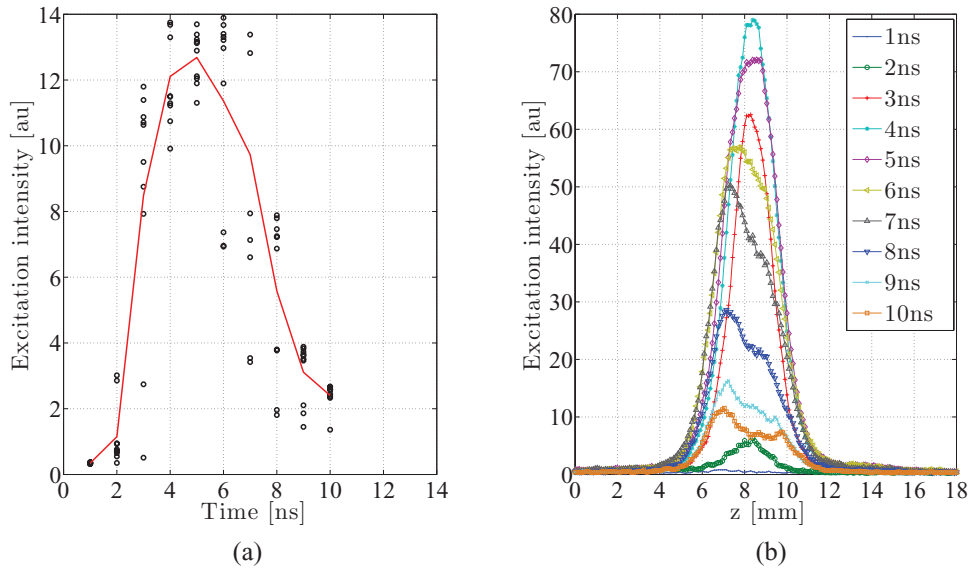 14
12
10
8
6
4
2
0
Excitation intensity [au]
0 2 4 6 8 10 12 14
Time [ns]
(a)
80
70
60
50
40
30
20
10
0
Excitation intensity [au]
0 2 4 6 8 10 12 14 16 18
z [mm]
1ns
2ns
3ns
4ns
5ns
6ns
7ns
8ns
9ns
10ns
(b)